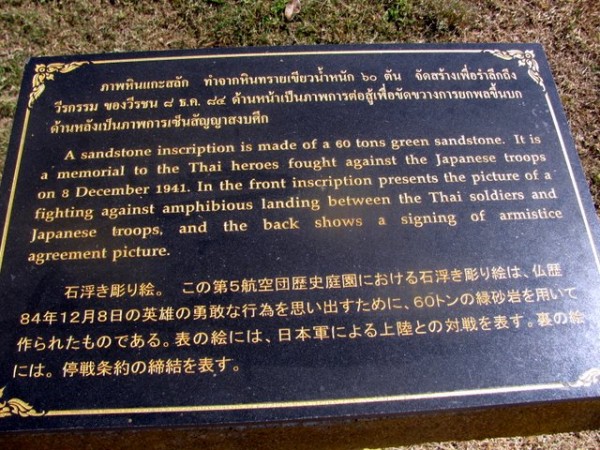 ภาพหินแกะสลัก ทำจากหินทรายเขียวน้ำหนัก ๖๐ ตัน จัดสร้างเพื่อรำลึกถึง
วีรกรรม ของวีรชน ๘ ธ.ค. ๘๔ ด้านหน้าเป็นภาพการต่อสู้เพื่อขัดขวางการยกพลขึ้นบก
ด้านหลังเป็นภาพการเซ็นสัญญาสงบศึก
A sandstone inscription is made of a 60 tons green sandstone. It is
a memorial to the Thai heroes fought against the Japanese troops
on 8 December 1941. In the front inscription presents the picture of a
fighting against amphibious landing between the Thai soldiers and
Japanese troops, and the back shows a signing of armistice
agreement picture.
石浮き彫り絵。 この第5航空団歴史庭園における石浮き彫り絵は、仏歴
84年12月8日の英雄の勇敢な行為を思い出すために、60トンの緑砂岩を用いて
作られたものである。表の絵には、日本軍による上陸との対戦を表す。裏の絵
には。停戦条約の締結を表す。